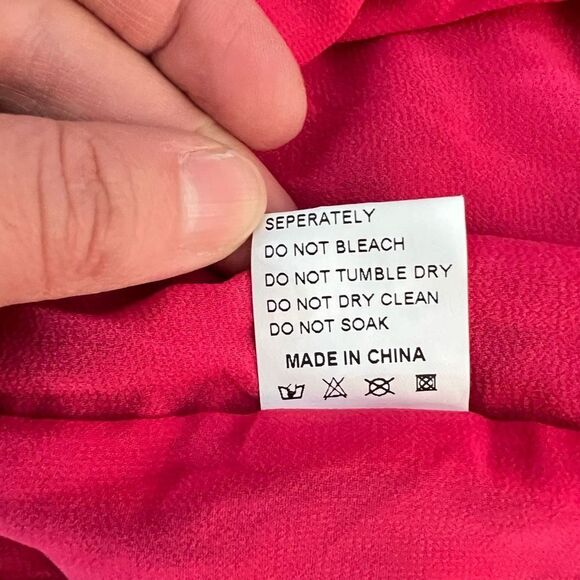 SEPERATELY
DO NOT BLEACH
DO NOT TUMBLE DRY
DO NOT DRY CLEAN
DO NOT SOAK
MADE IN CHINA